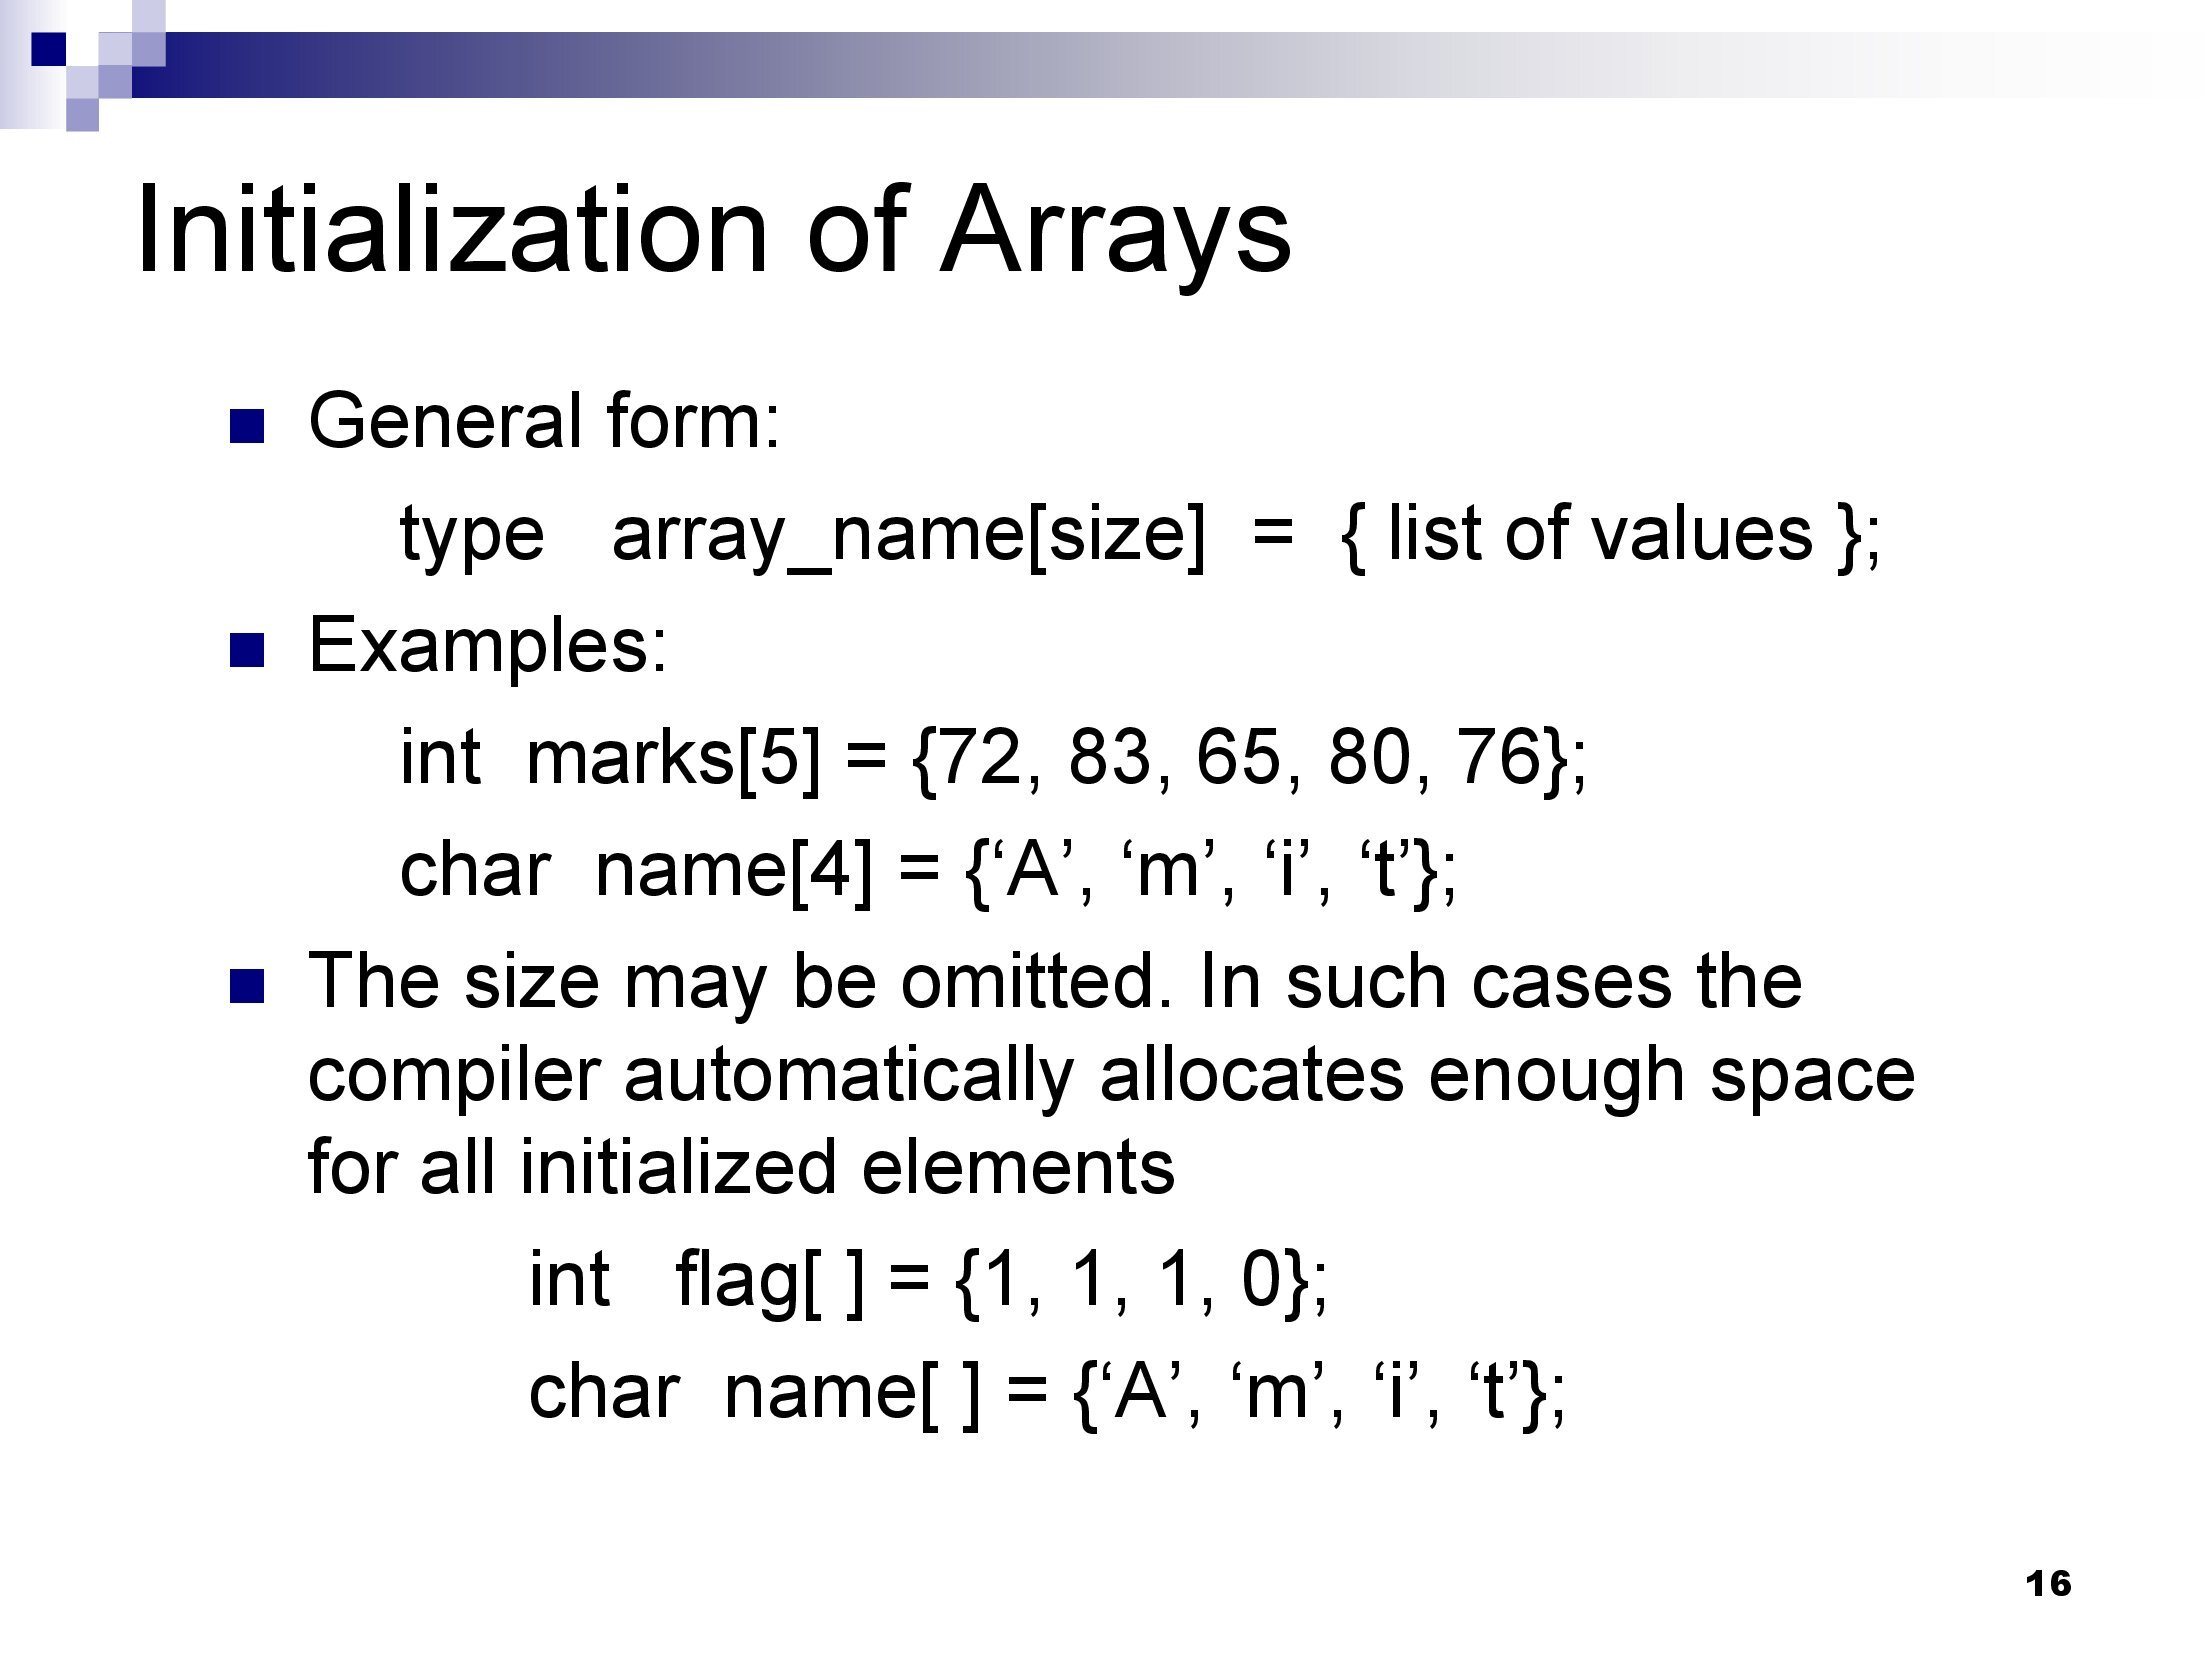 Initialization of Arrays
General form:
type array_name[size] = { list of values };
Examples:
int marks[5] = {72, 83, 65, 80, 76};
char name[4] = {‘A’, ‘m’, ‘i’, ‘t’};
The size may be omitted. In such cases the
compiler automatically allocates enough space
for all initialized elements
int flag[ ] = {1, 1, 1, 0};
char name[ ] = {‘A’, ‘m’, ‘i’, ‘t’};
16